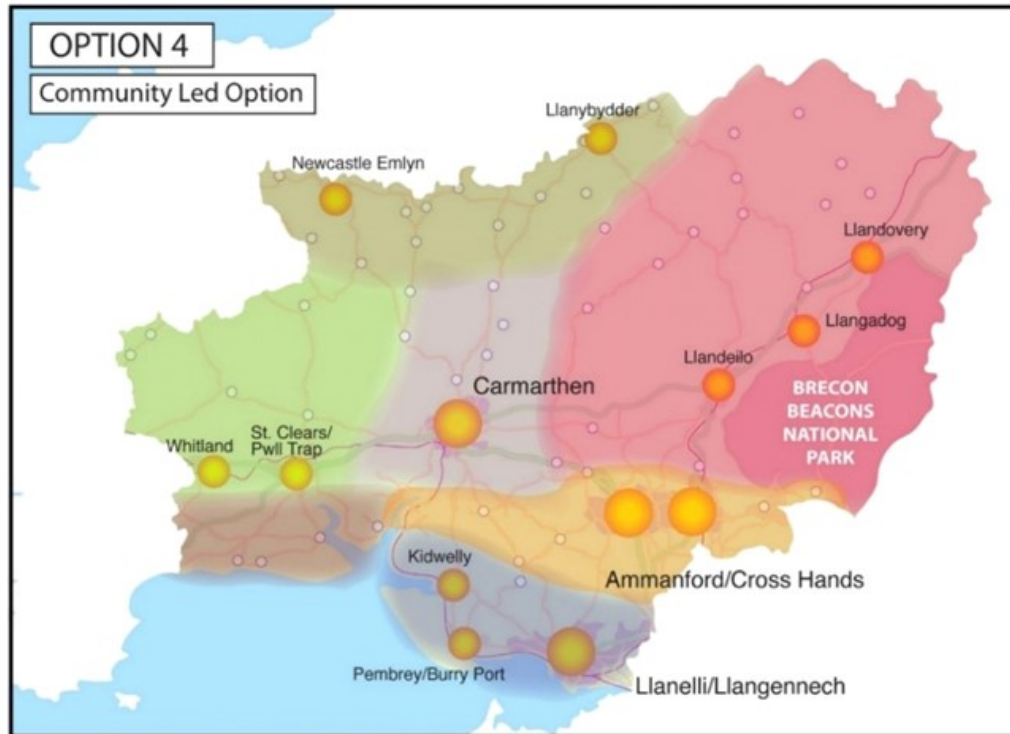 OPTION 4
Community Led Option
Llanybydder
Newcastle Emlyn
Llandovery
Llangadog
Llandeilo
Carmarthen
BRECON
BEACONS
NATIONAL
PARK
St. Clears/
Pwll Trap
Whitland
Kidwelly
Ammanford/Cross Hands
Pembrey/Burry Port
Llanelli/Llangennech